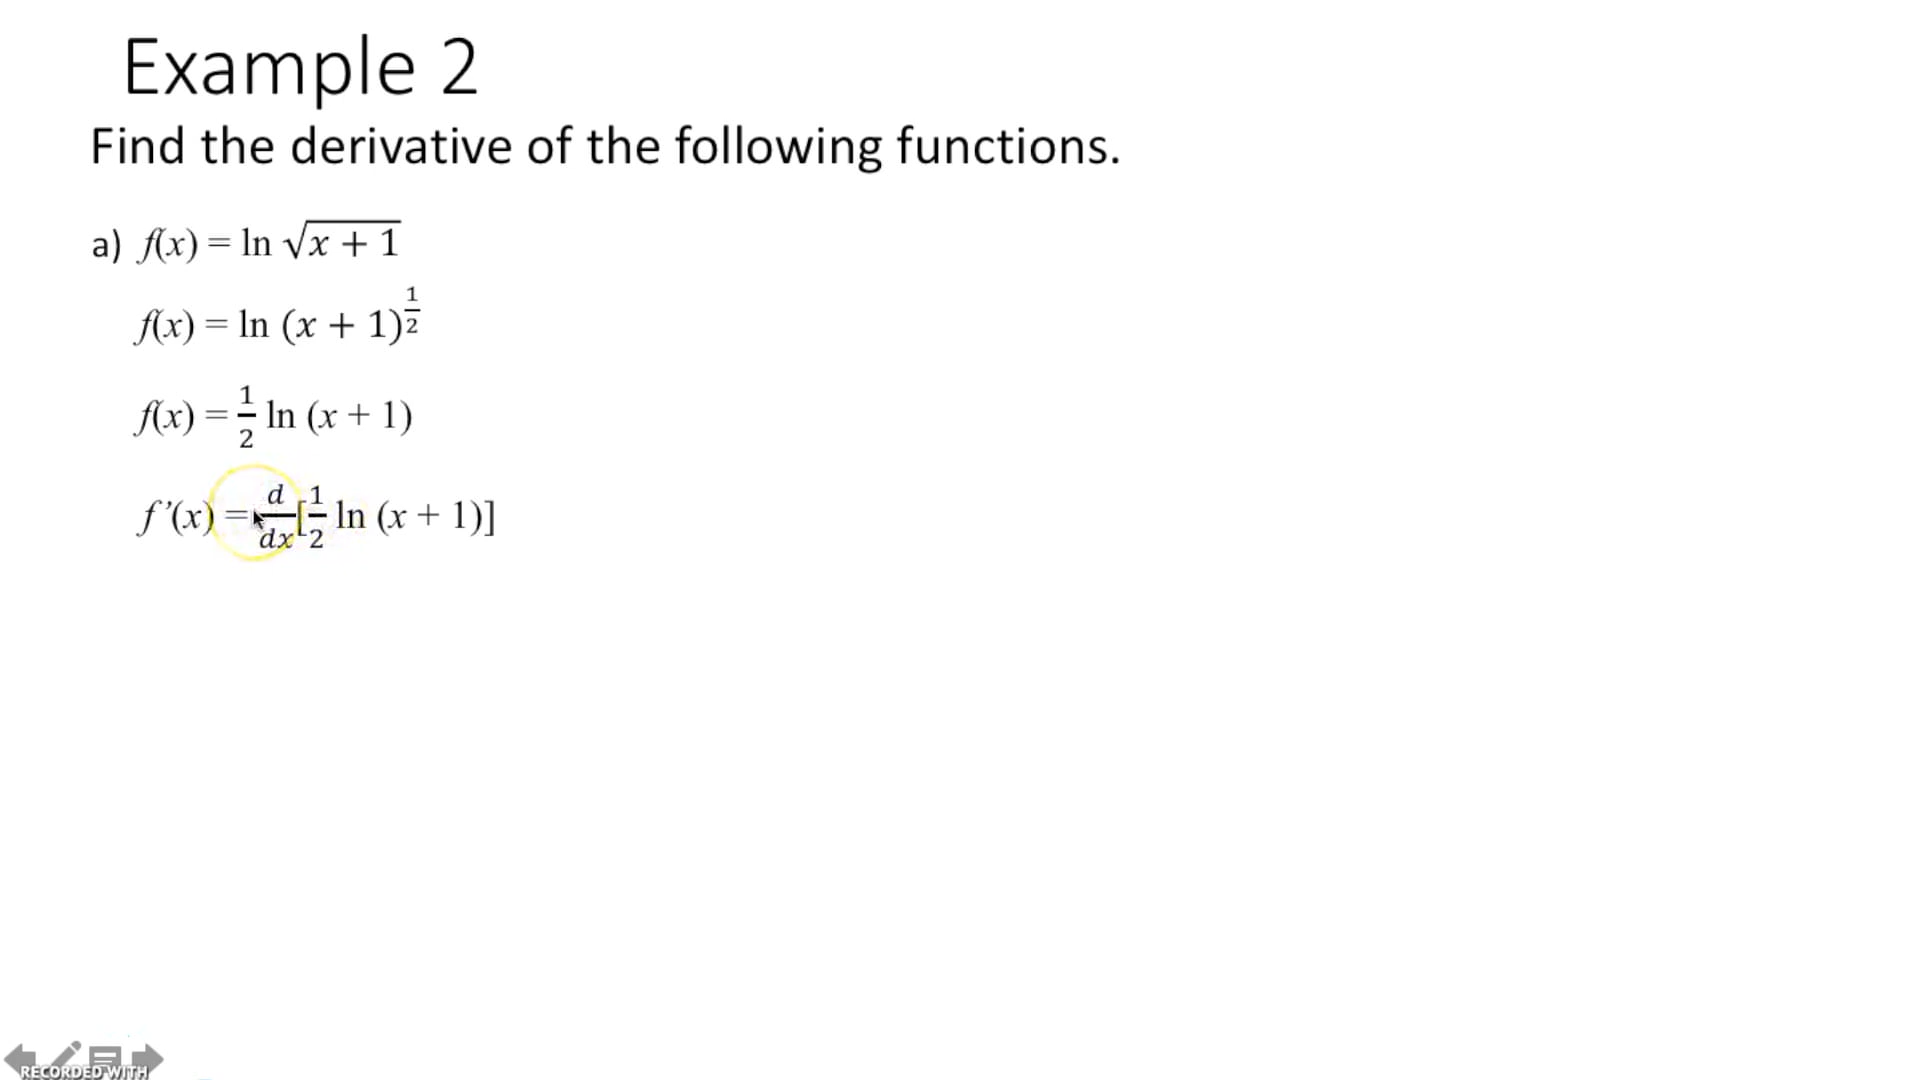 Example 2
Find the derivative of the following functions.
a) f(x) = ln √(x + 1)
f(x) = ln (x + 1)^(1/2)
f(x) = 1/2 ln (x + 1)
f'(x) = d/dx [1/2 ln (x + 1)]
RECORDED WITH